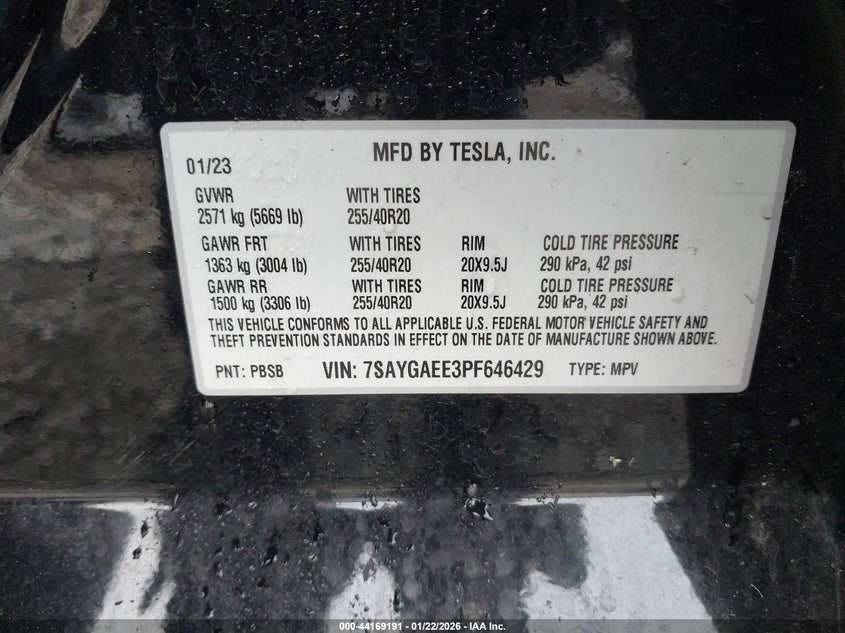 MFD BY TESLA, INC.
01/23
GVWR WITH TIRES
2571 kg (5669 lb) 255/40R20
GAWR FRT WITH TIRES RIM COLD TIRE PRESSURE
1363 kg (3004 lb) 255/40R20 20X9.5J 290 kPa, 42 psi
GAWR RR WITH TIRES RIM COLD TIRE PRESSURE
1500 kg (3306 lb) 255/40R20 20X9.5J 290 kPa, 42 psi
THIS VEHICLE CONFORMS TO ALL APPLICABLE U.S. FEDERAL MOTOR VEHICLE SAFETY AND
THEFT PREVENTION STANDARDS IN EFFECT ON THE DATE OF MANUFACTURE SHOWN ABOVE.
PNT: PBSB VIN: 7SAYGAEE3PF646429 TYPE: MPV
000-44169191 - 01/22/2026 - IAA Inc.